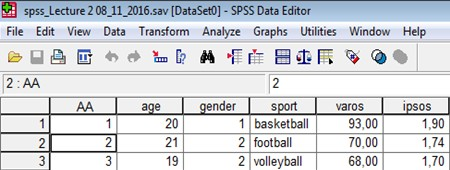 spss_Lecture 2 08_11_2016.sav [DataSet0] - SPSS Data Editor
File Edit View Data Transform Analyze Graphs Utilities Window Help
2 : AA 2
AA age gender sport varos ipsos
1 1 20 1 basketball 93,00 1,90
2 2 21 2 football 70,00 1,74
3 3 19 2 volleyball 68,00 1,70